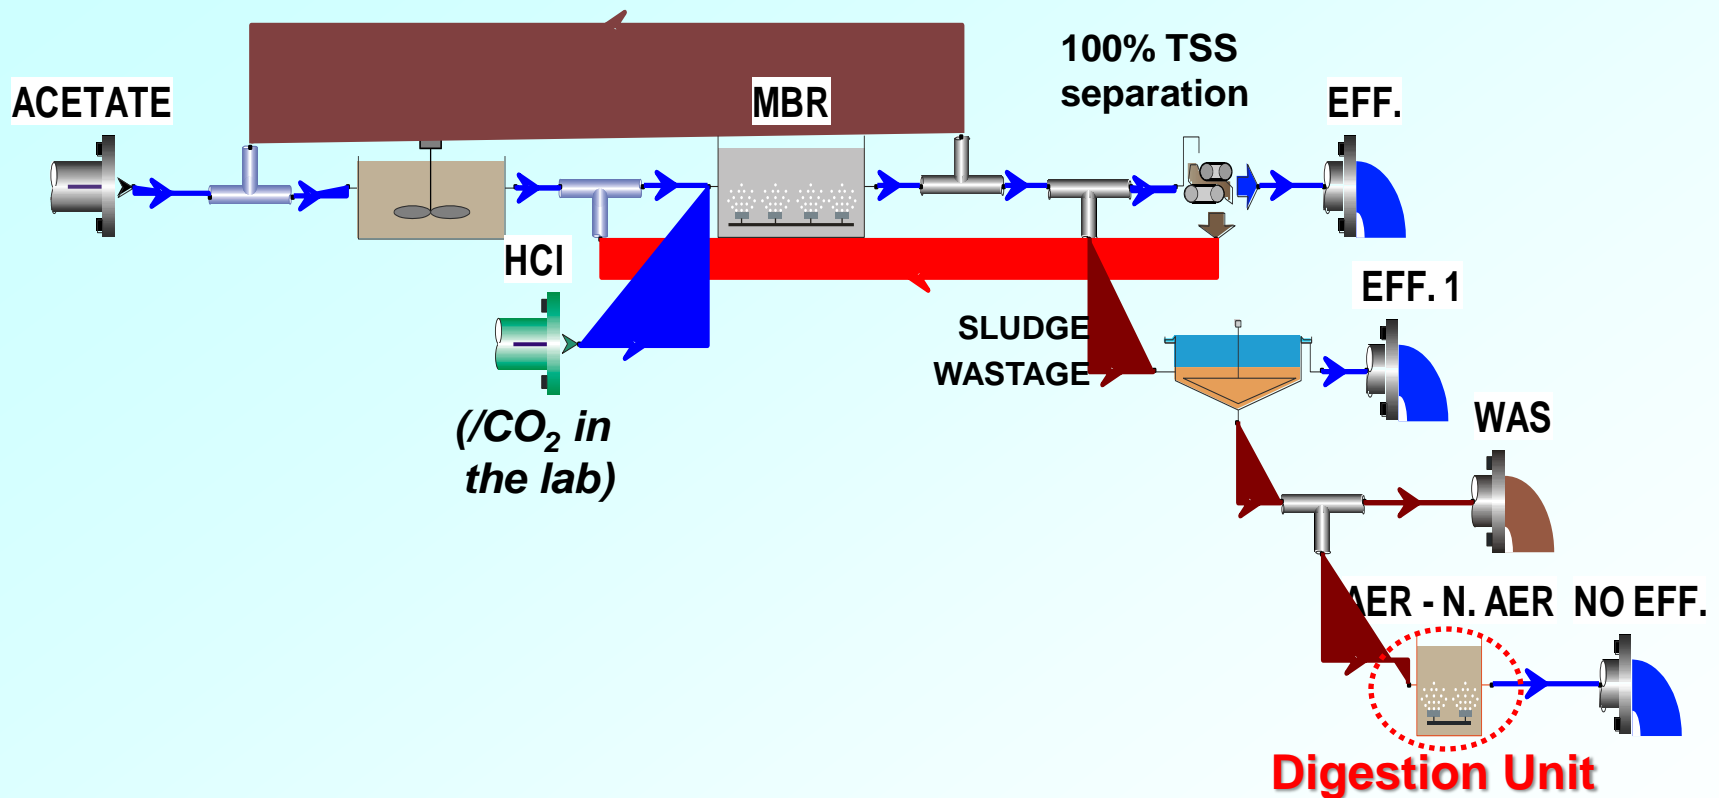 100% TSS
separation
ACETATE
MBR
EFF.
HCl
EFF. 1
SLUDGE
WASTAGE
(/CO₂ in
the lab)
WAS
AER - N. AER
NO EFF.
Digestion Unit